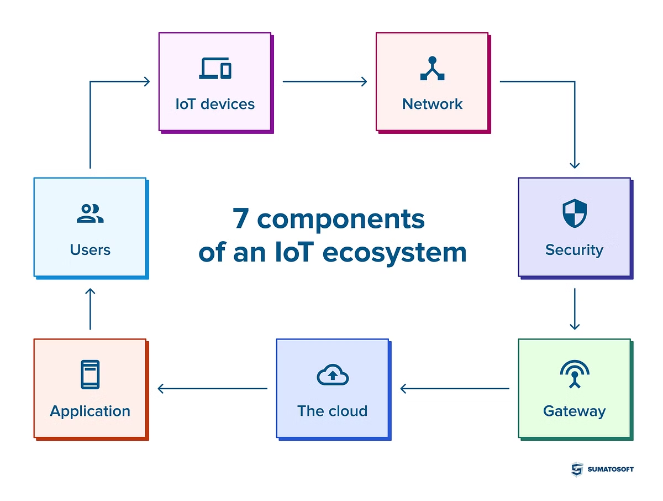 IoT devices
Network
7 components
of an IoT ecosystem
Users
Security
Application
The cloud
Gateway
SUMATOSOFT